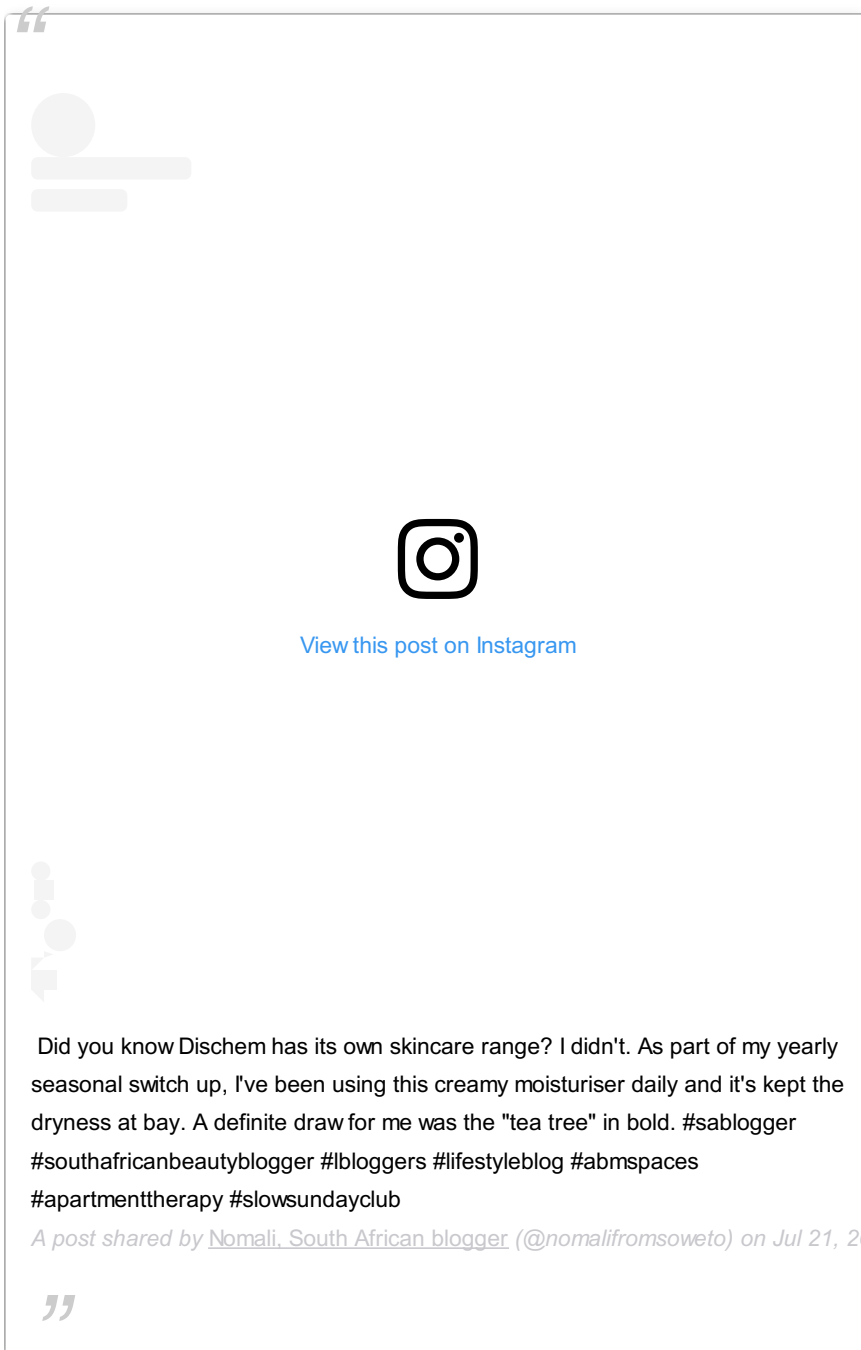 “
View this post on Instagram
Did you know Dischem has its own skincare range? I didn't. As part of my yearly
seasonal switch up, I've been using this creamy moisturiser daily and it's kept the
dryness at bay. A definite draw for me was the "tea tree" in bold. #sablogger
#southafricanbeautyblogger #lbloggers #lifestyleblog #abmspaces
#apartmenttherapy #slowsundayclub
A post shared by Nomali, South African blogger (@nomalifromsoweto) on Jul 21,
”